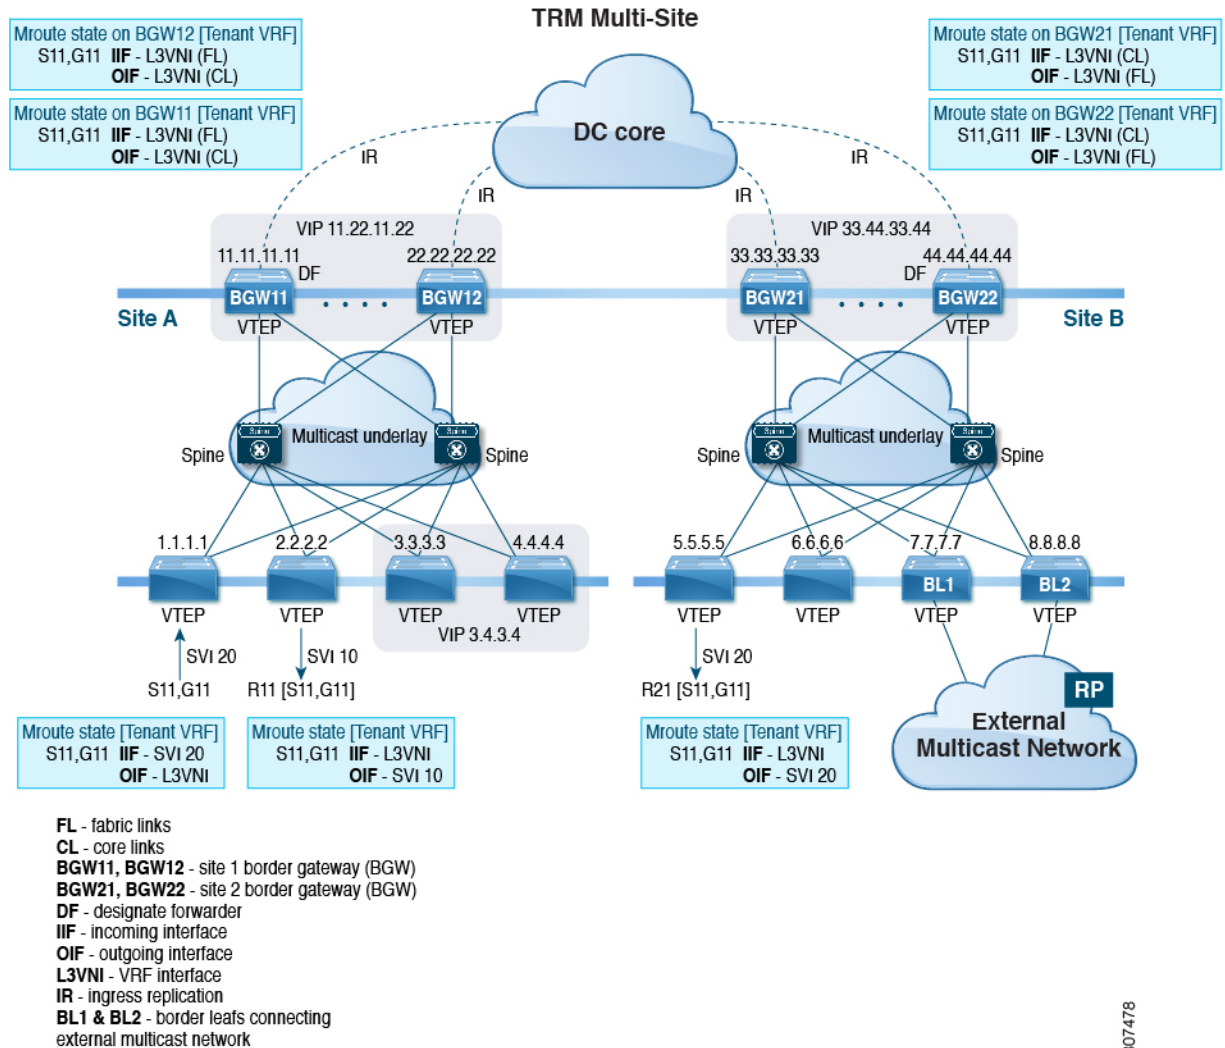 TRM Multi-Site
Mroute state on BGW12 [Tenant VRF]
S11,G11 IIF - L3VNI (FL)
OIF - L3VNI (CL)
Mroute state on BGW11 [Tenant VRF]
S11,G11 IIF - L3VNI (FL)
OIF - L3VNI (CL)
Mroute state on BGW21 [Tenant VRF]
S11,G11 IIF - L3VNI (CL)
OIF - L3VNI (FL)
Mroute state on BGW22 [Tenant VRF]
S11,G11 IIF - L3VNI (CL)
OIF - L3VNI (FL)
DC core
IR
IR
IR
IR
VIP 11.22.11.22
11.11.11.11
22.22.22.22
DF
BGW11
BGW12
VTEP
VTEP
Site A
VIP 33.44.33.44
33.33.33.33
44.44.44.44
DF
BGW21
BGW22
VTEP
VTEP
Site B
Multicast underlay
Spine
Spine
Spine
Spine
Multicast underlay
Spine
Spine
Spine
Spine
1.1.1.1
2.2.2.2
3.3.3.3
4.4.4.4
VTEP
VTEP
VTEP
VTEP
VIP 3.4.3.4
SVI 20
SVI 10
S11,G11
R11 [S11,G11]
5.5.5.5
6.6.6.6
7.7.7.7
8.8.8.8
BL1
BL2
VTEP
VTEP
VTEP
VTEP
SVI 20
R21 [S11,G11]
RP
External
Multicast Network
Mroute state [Tenant VRF]
S11,G11 IIF - SVI 20
OIF - L3VNI
Mroute state [Tenant VRF]
S11,G11 IIF - L3VNI
OIF - SVI 10
Mroute state [Tenant VRF]
S11,G11 IIF - L3VNI
OIF - SVI 20
FL - fabric links
CL - core links
BGW11, BGW12 - site 1 border gateway (BGW)
BGW21, BGW22 - site 2 border gateway (BGW)
DF - designate forwarder
IIF - incoming interface
OIF - outgoing interface
L3VNI - VRF interface
IR - ingress replication
BL1 & BL2 - border leafs connecting
external multicast network
307478